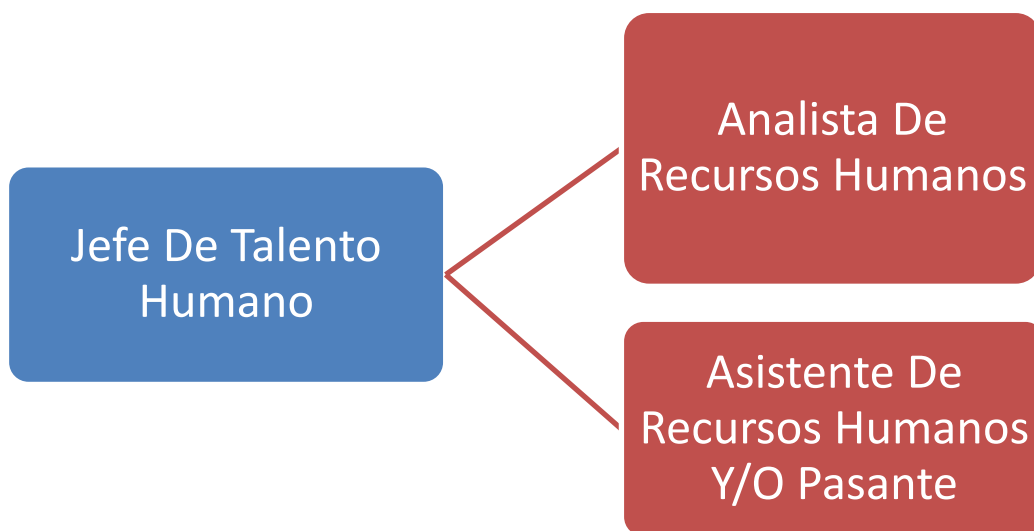 Jefe De Talento
Humano
Analista De
Recursos Humanos
Asistente De
Recursos Humanos
Y/O Pasante